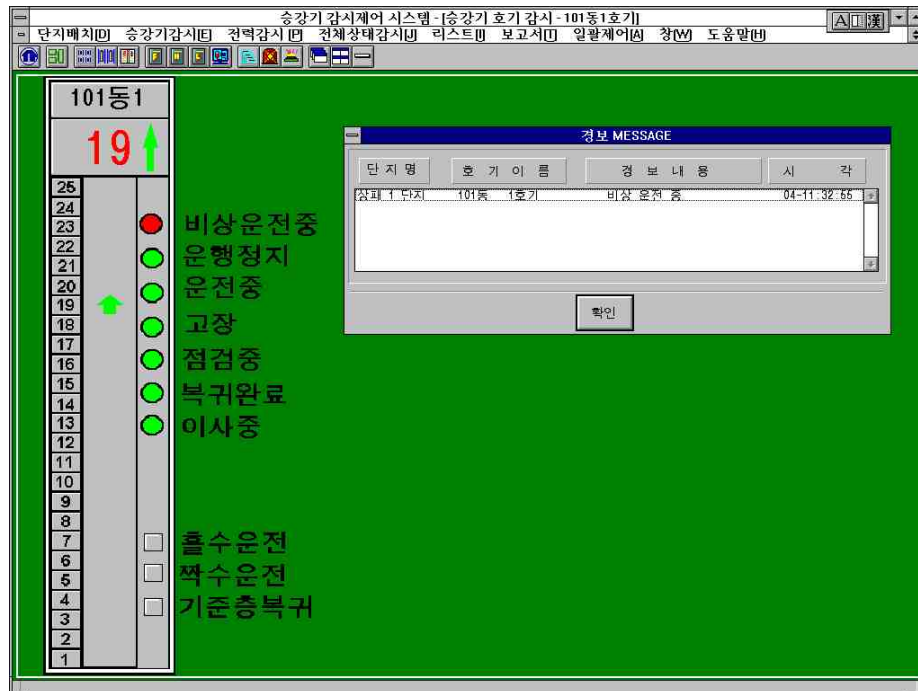 승강기 감시제어 시스템 - [승강기 호기 감시 - 101동1호기]
단지배치[D] 승강기감시[E] 전력감시[P] 전체상태감시[J] 리스트[I] 보고서[T] 일괄제어[A] 창[W] 도움말[H]
A 漢
101동1
19
경보 MESSAGE
단 지 명 호 기 이 름 경 보 내 용 시 각
1 단지 101동 1호기 비상 운전 중
확인
25
24
23 비상운전중
22 운행정지
21
20 운전중
19
18 고장
17
16 점검중
15 복귀완료
14
13 이사중
12
11
10
9
8
7 홀수운전
6
5 짝수운전
4 기준층복귀
3
2
1